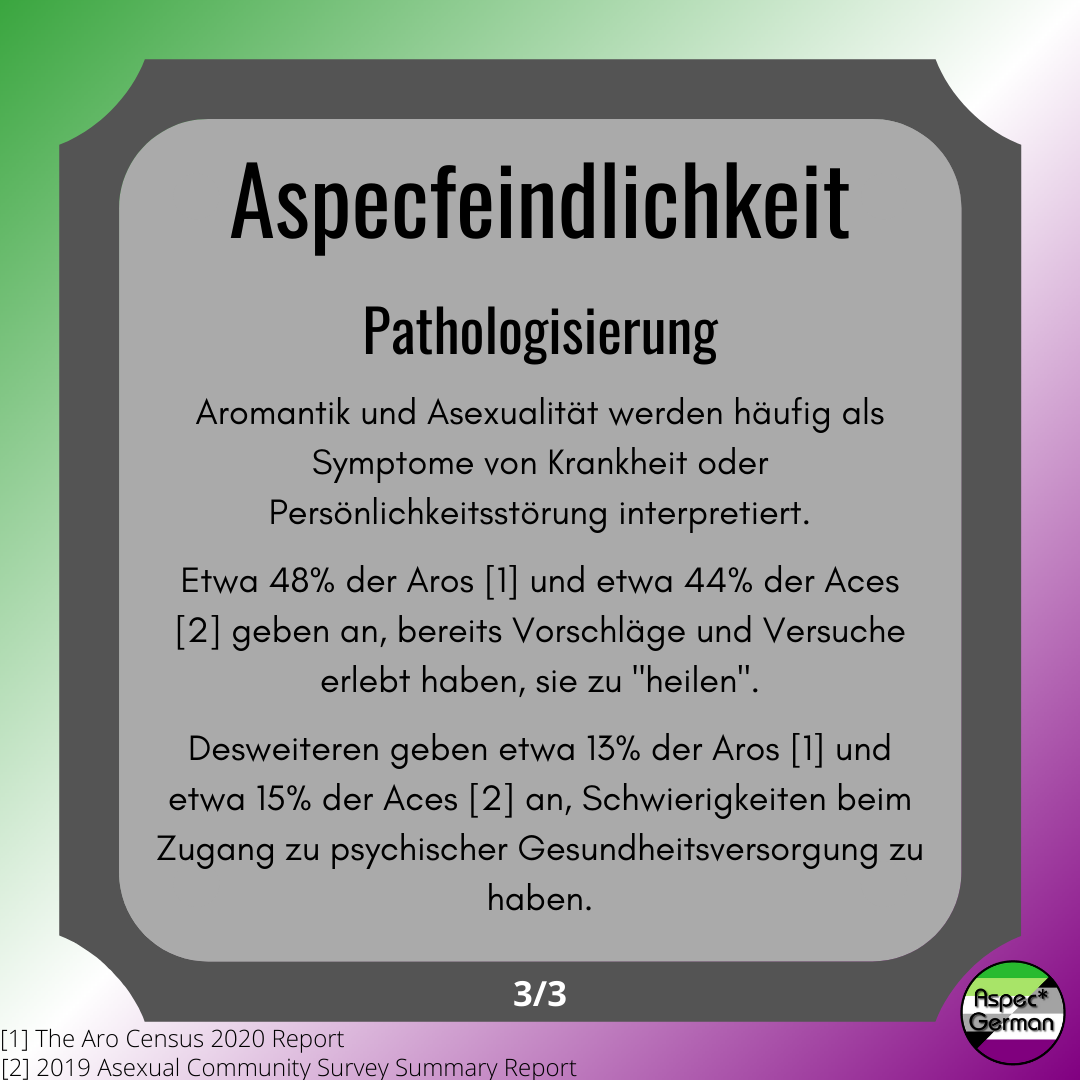 Aspecfeindlichkeit
Pathologisierung
Aromantik und Asexualität werden häufig als
Symptome von Krankheit oder
Persönlichkeitsstörung interpretiert.
Etwa 48% der Aros [1] und etwa 44% der Aces
[2] geben an, bereits Vorschläge und Versuche
erlebt haben, sie zu "heilen".
Desweiteren geben etwa 13% der Aros [1] und
etwa 15% der Aces [2] an, Schwierigkeiten beim
Zugang zu psychischer Gesundheitsversorgung zu
haben.
3/3
Aspec*
German
[1] The Aro Census 2020 Report
[2] 2019 Asexual Community Survey Summary Report